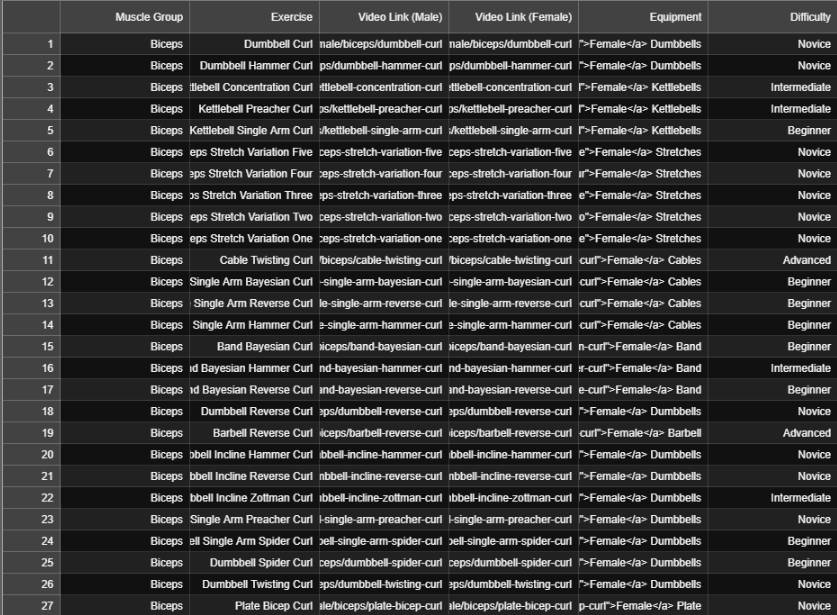 Muscle Group Exercise Video Link (Male) Video Link (Female) Equipment Difficulty
1 Biceps Dumbbell Curl male/biceps/dumbbell-curl male/biceps/dumbbell-curl ">Female</a> Dumbbells Novice
2 Biceps Dumbbell Hammer Curl ps/dumbbell-hammer-curl ps/dumbbell-hammer-curl ">Female</a> Dumbbells Novice
3 Biceps ttlebell Concentration Curl ettlebell-concentration-curl ettlebell-concentration-curl ">Female</a> Kettlebells Intermediate
4 Biceps Kettlebell Preacher Curl ps/kettlebell-preacher-curl ps/kettlebell-preacher-curl ">Female</a> Kettlebells Intermediate
5 Biceps Kettlebell Single Arm Curl s/kettlebell-single-arm-curl s/kettlebell-single-arm-curl ">Female</a> Kettlebells Beginner
6 Biceps eps Stretch Variation Five ceps-stretch-variation-five ceps-stretch-variation-five e">Female</a> Stretches Novice
7 Biceps eps Stretch Variation Four ceps-stretch-variation-four ceps-stretch-variation-four r">Female</a> Stretches Novice
8 Biceps ps Stretch Variation Three eps-stretch-variation-three eps-stretch-variation-three e">Female</a> Stretches Novice
9 Biceps eps Stretch Variation Two ceps-stretch-variation-two ceps-stretch-variation-two o">Female</a> Stretches Novice
10 Biceps eps Stretch Variation One ceps-stretch-variation-one ceps-stretch-variation-one e">Female</a> Stretches Novice
11 Biceps Cable Twisting Curl /biceps/cable-twisting-curl /biceps/cable-twisting-curl curl">Female</a> Cables Advanced
12 Biceps Single Arm Bayesian Curl -single-arm-bayesian-curl -single-arm-bayesian-curl curl">Female</a> Cables Beginner
13 Biceps Single Arm Reverse Curl le-single-arm-reverse-curl le-single-arm-reverse-curl curl">Female</a> Cables Beginner
14 Biceps Single Arm Hammer Curl e-single-arm-hammer-curl e-single-arm-hammer-curl curl">Female</a> Cables Beginner
15 Biceps Band Bayesian Curl biceps/band-bayesian-curl biceps/band-bayesian-curl n-curl">Female</a> Band Beginner
16 Biceps nd Bayesian Hammer Curl nd-bayesian-hammer-curl nd-bayesian-hammer-curl er-curl">Female</a> Band Intermediate
17 Biceps nd Bayesian Reverse Curl and-bayesian-reverse-curl and-bayesian-reverse-curl e-curl">Female</a> Band Beginner
18 Biceps Dumbbell Reverse Curl eps/dumbbell-reverse-curl eps/dumbbell-reverse-curl ">Female</a> Dumbbells Novice
19 Biceps Barbell Reverse Curl iceps/barbell-reverse-curl iceps/barbell-reverse-curl curl">Female</a> Barbell Advanced
20 Biceps bbell Incline Hammer Curl mbbell-incline-hammer-curl mbbell-incline-hammer-curl ">Female</a> Dumbbells Novice
21 Biceps bbell Incline Reverse Curl mbbell-incline-reverse-curl mbbell-incline-reverse-curl ">Female</a> Dumbbells Novice
22 Biceps bbell Incline Zottman Curl bbell-incline-zottman-curl bbell-incline-zottman-curl ">Female</a> Dumbbells Intermediate
23 Biceps Single Arm Preacher Curl l-single-arm-preacher-curl l-single-arm-preacher-curl ">Female</a> Dumbbells Novice
24 Biceps ell Single Arm Spider Curl bell-single-arm-spider-curl bell-single-arm-spider-curl ">Female</a> Dumbbells Beginner
25 Biceps Dumbbell Spider Curl ceps/dumbbell-spider-curl ceps/dumbbell-spider-curl ">Female</a> Dumbbells Beginner
26 Biceps Dumbbell Twisting Curl eps/dumbbell-twisting-curl eps/dumbbell-twisting-curl ">Female</a> Dumbbells Novice
27 Biceps Plate Bicep Curl ale/biceps/plate-bicep-curl ale/biceps/plate-bicep-curl p-curl">Female</a> Plate Novice